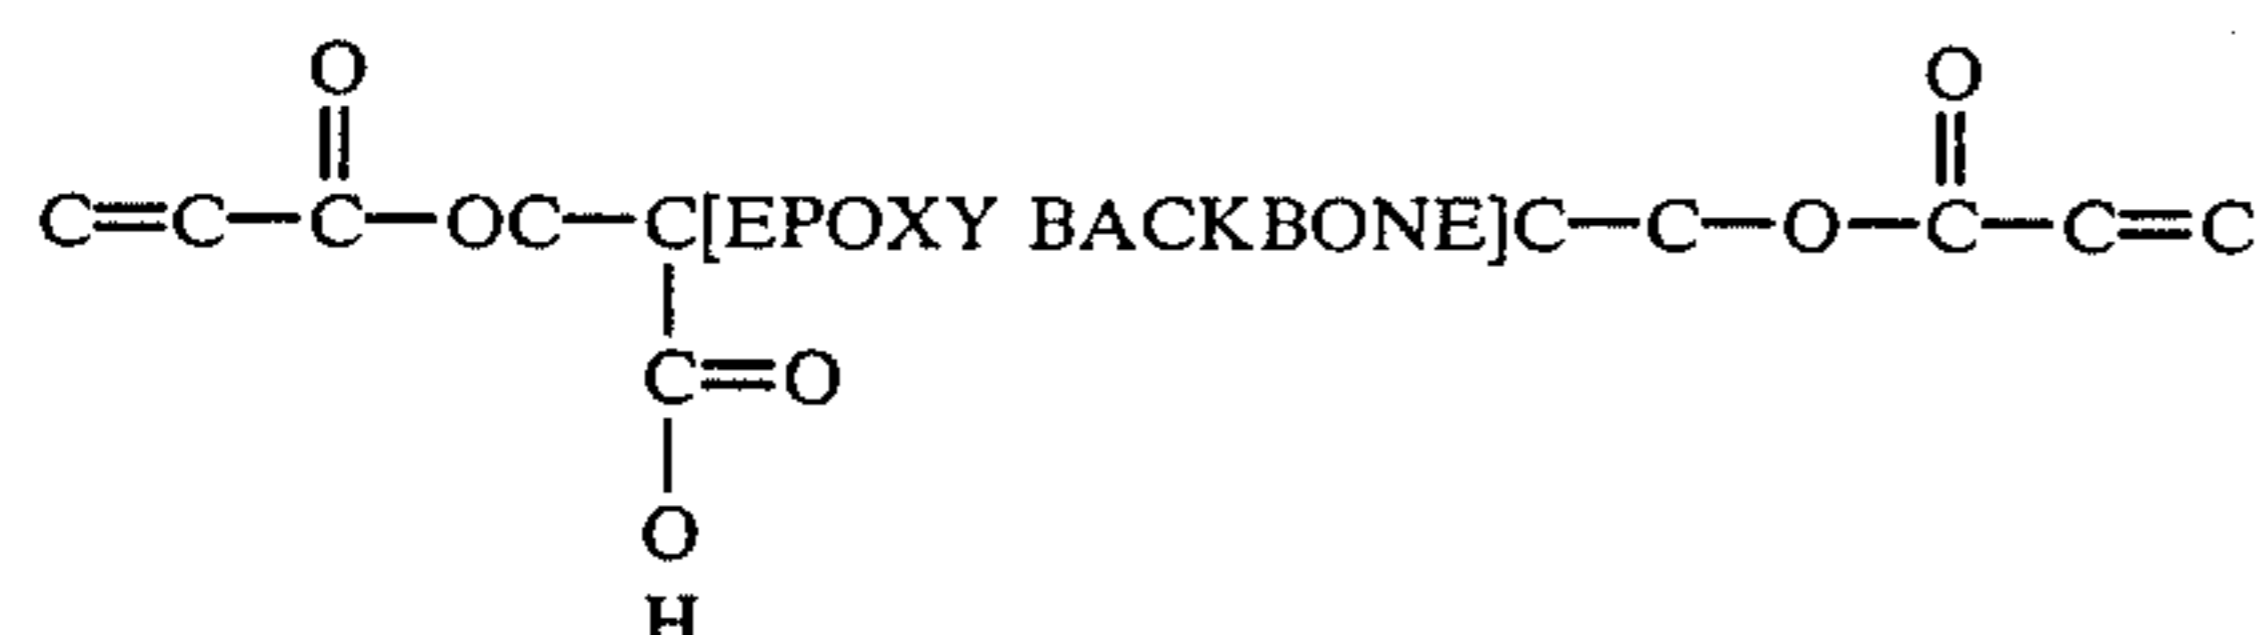 O O
C=C—C—OC—C[EPOXY BACKBONE]C—C—O—C—C=C
C=O
O
H